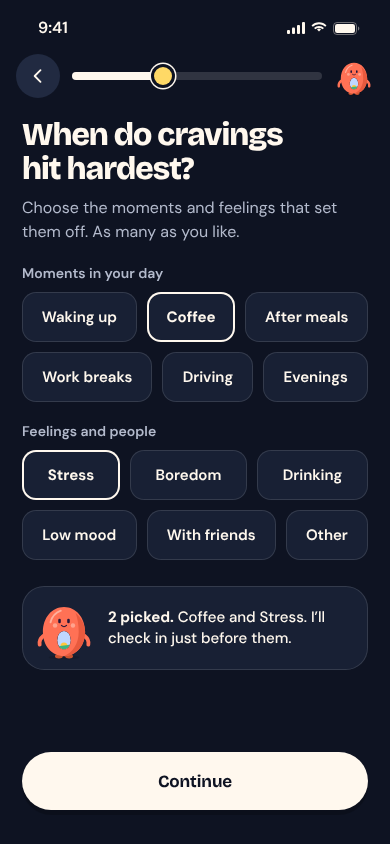 9:41
When do cravings
hit hardest?
Choose the moments and feelings that set
them off. As many as you like.
Moments in your day
Waking up
Coffee
After meals
Work breaks
Driving
Evenings
Feelings and people
Stress
Boredom
Drinking
Low mood
With friends
Other
2 picked. Coffee and Stress. I’ll
check in just before them.
Continue